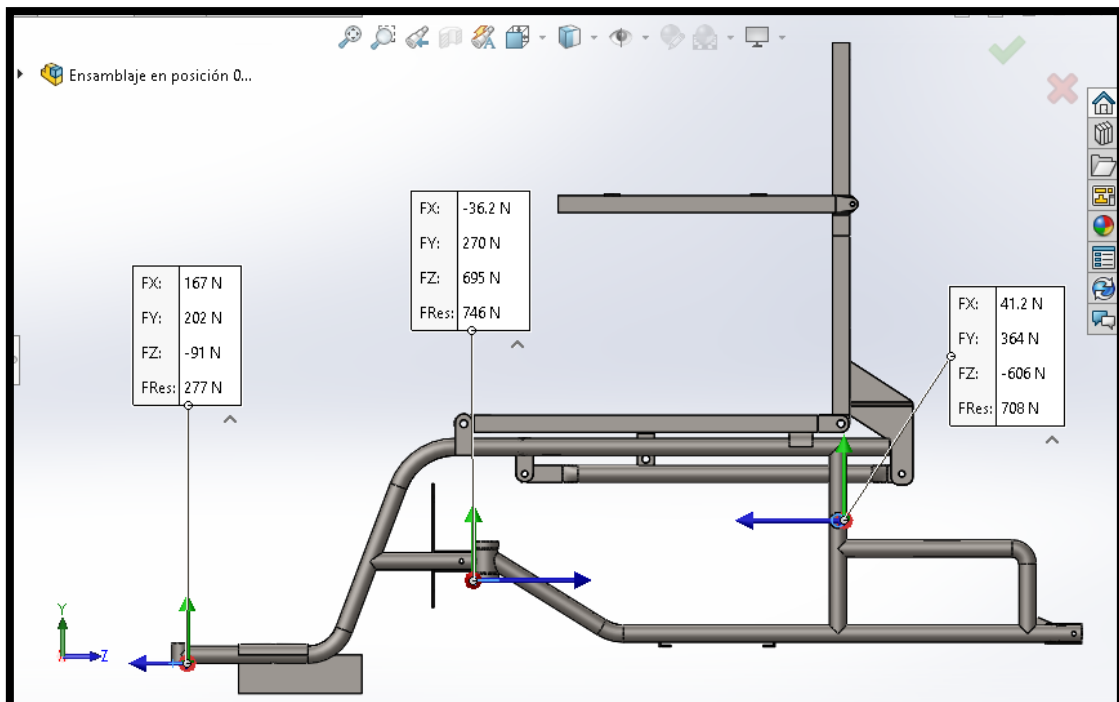 Ensamblaje en posición 0...
FX: -36.2 N
FY: 270 N
FZ: 695 N
FRes: 746 N
FX: 167 N
FY: 202 N
FZ: -91 N
FRes: 277 N
FX: 41.2 N
FY: 364 N
FZ: -606 N
FRes: 708 N
Y
Z